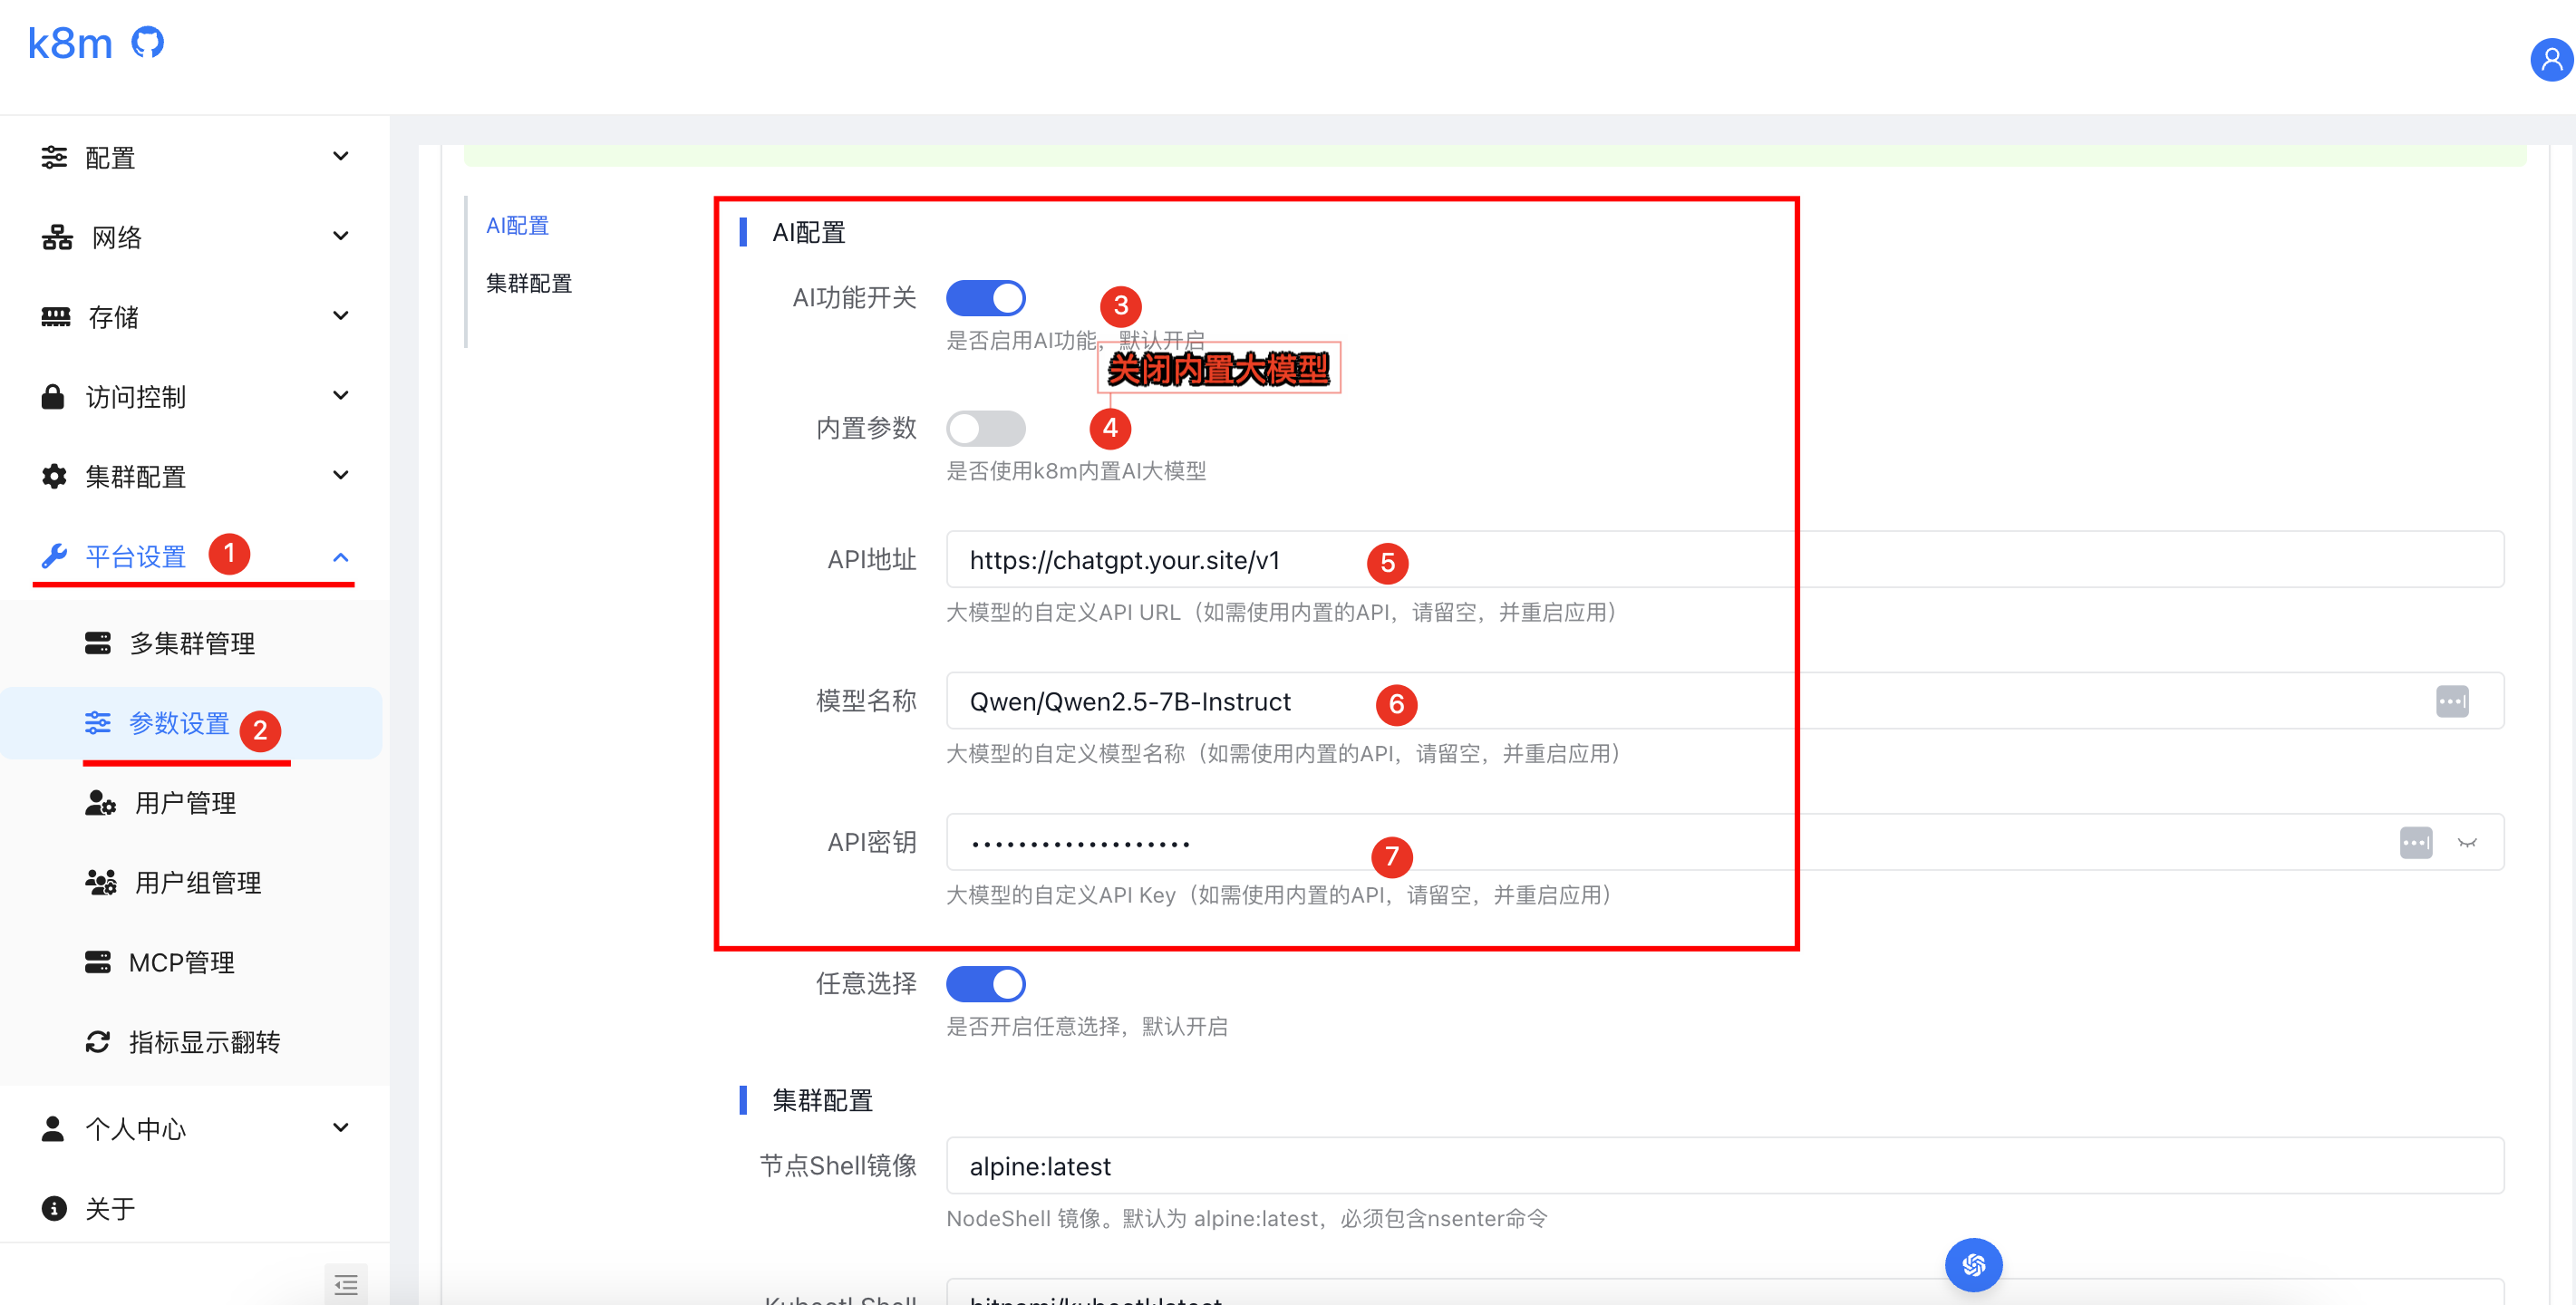 k8m
配置
网络
存储
访问控制
集群配置
平台设置 1
多集群管理
参数设置 2
用户管理
用户组管理
MCP管理
指标显示翻转
个人中心
关于
AI配置
集群配置
AI配置
AI功能开关 3
是否启用AI功能，默认开启
关闭内置大模型
内置参数 4
是否使用k8m内置AI大模型
API地址 https://chatgpt.your.site/v1 5
大模型的自定义API URL（如需使用内置的API，请留空，并重启应用）
模型名称 Qwen/Qwen2.5-7B-Instruct 6
大模型的自定义模型名称（如需使用内置的API，请留空，并重启应用）
API密钥 ••••••••••••••••••• 7
大模型的自定义API Key（如需使用内置的API，请留空，并重启应用）
任意选择
是否开启任意选择，默认开启
集群配置
节点Shell镜像 alpine:latest
NodeShell 镜像。默认为 alpine:latest，必须包含nsenter命令
Kubectl Shell bitnami/kubectl:latest